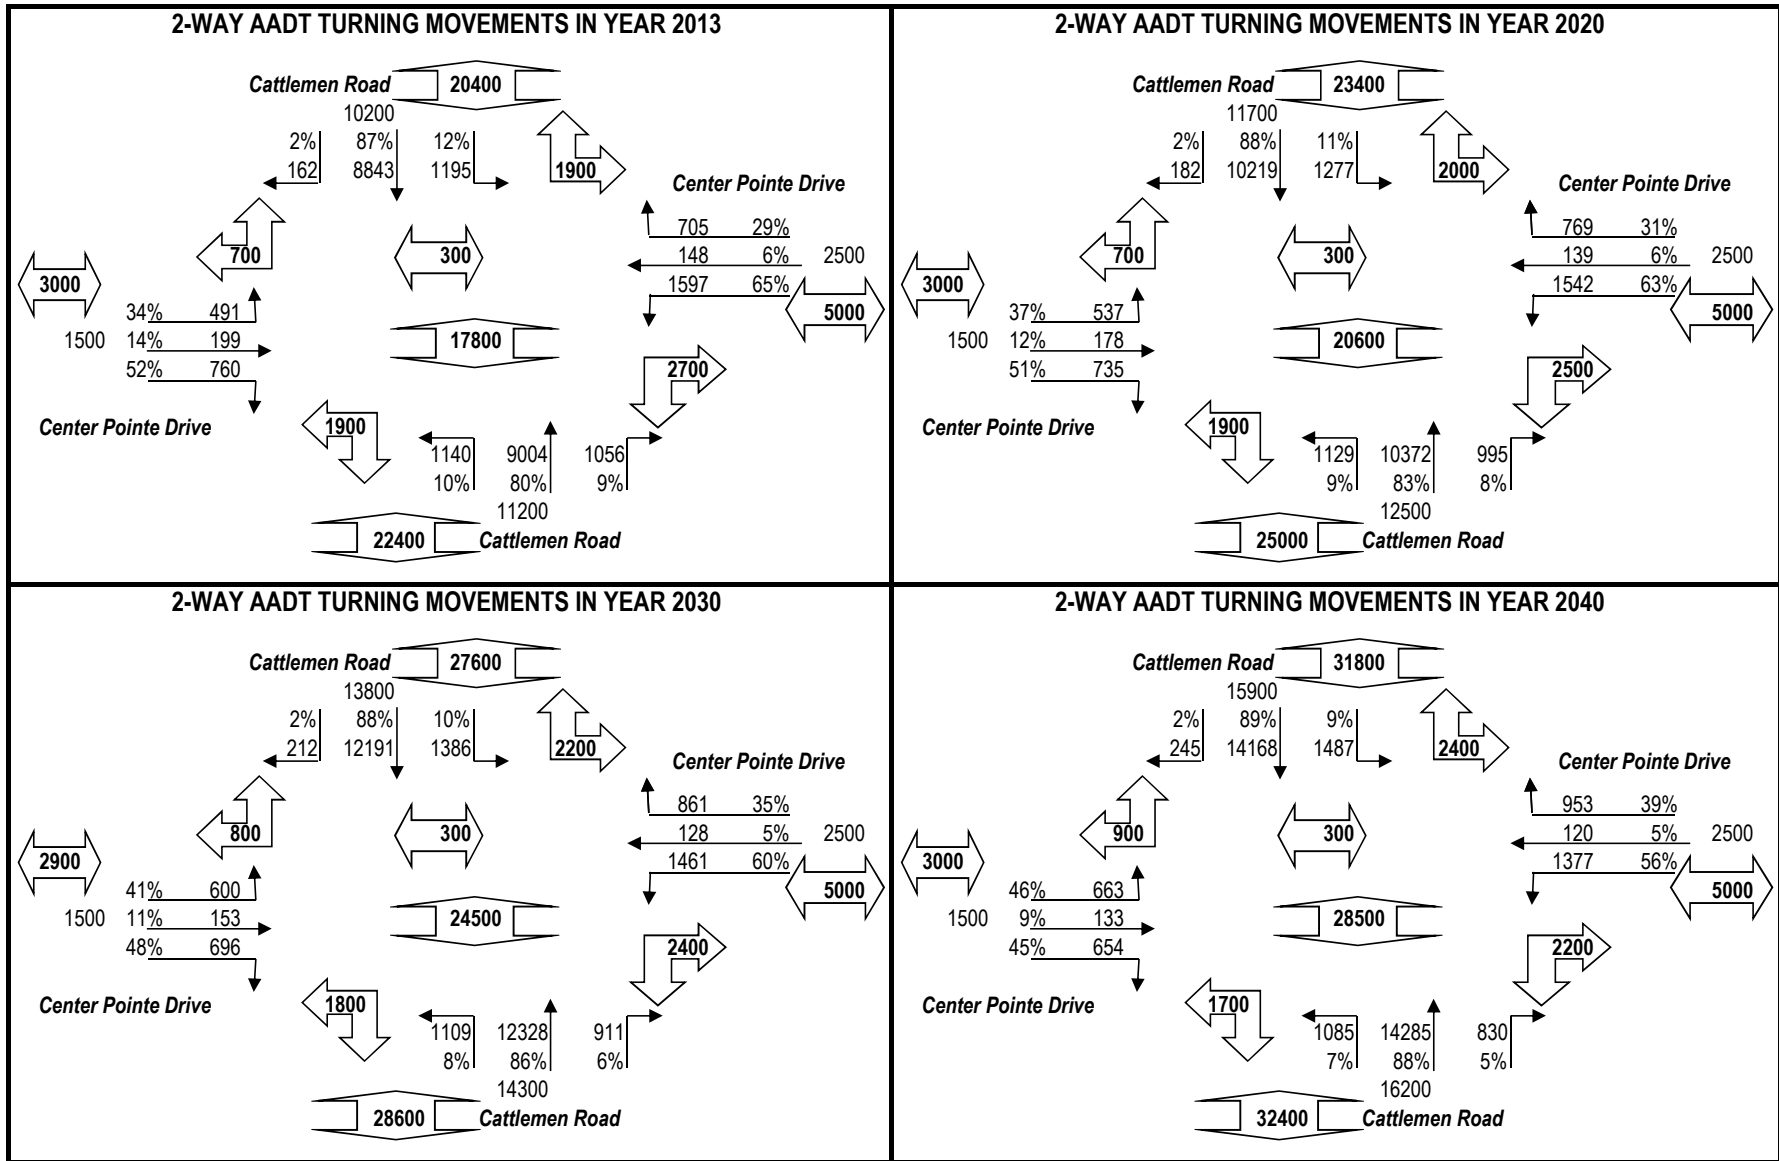 2-WAY AADT TURNING MOVEMENTS IN YEAR 2013
Cattlemen Road 20400
10200
2% 87% 12%
162 8843 1195
1900
Center Pointe Drive
705 29%
700 300 148 6% 2500
3000
1597 65%
5000
34% 491
1500 14% 199 17800
52% 760
2700
Center Pointe Drive
1900
1140 9004 1056
10% 80% 9%
11200
22400 Cattlemen Road
2-WAY AADT TURNING MOVEMENTS IN YEAR 2020
Cattlemen Road 23400
11700
2% 88% 11%
182 10219 1277
2000
Center Pointe Drive
769 31%
700 300 139 6% 2500
3000
1542 63%
5000
37% 537
1500 12% 178 20600
51% 735
2500
Center Pointe Drive
1900
1129 10372 995
9% 83% 8%
12500
25000 Cattlemen Road
2-WAY AADT TURNING MOVEMENTS IN YEAR 2030
Cattlemen Road 27600
13800
2% 88% 10%
212 12191 1386
2200
Center Pointe Drive
861 35%
800 300 128 5% 2500
2900
1461 60%
5000
41% 600
1500 11% 153 24500
48% 696
2400
Center Pointe Drive
1800
1109 12328 911
8% 86% 6%
14300
28600 Cattlemen Road
2-WAY AADT TURNING MOVEMENTS IN YEAR 2040
Cattlemen Road 31800
15900
2% 89% 9%
245 14168 1487
2400
Center Pointe Drive
953 39%
900 300 120 5% 2500
3000
1377 56%
5000
46% 663
1500 9% 133 28500
45% 654
2200
Center Pointe Drive
1700
1085 14285 830
7% 88% 5%
16200
32400 Cattlemen Road